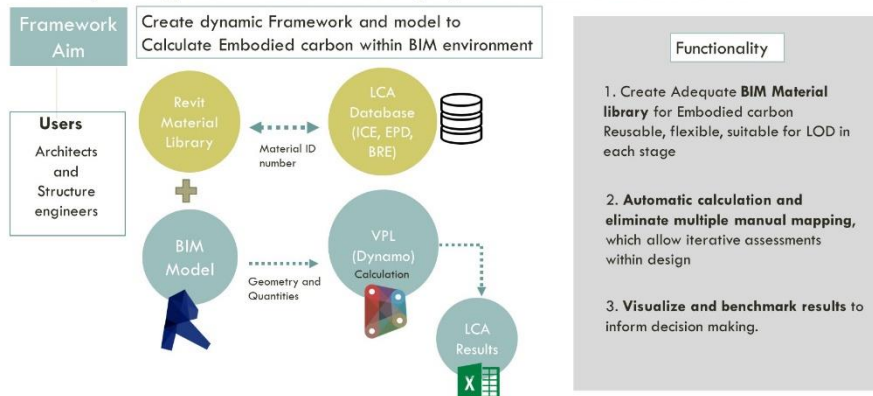 Framework
Aim
Create dynamic Framework and model to
Calculate Embodied carbon within BIM environment
Users
Architects
and
Structure
engineers
Revit
Material
Library
Material ID
number
LCA
Database
(ICE, EPD,
BRE)
BIM
Model
Geometry and
Quantities
VPL
(Dynamo)
Calculation
LCA
Results
X
Functionality
1. Create Adequate BIM Material
library for Embodied carbon
Reusable, flexible, suitable for LOD in
each stage
2. Automatic calculation and
eliminate multiple manual mapping,
which allow iterative assessments
within design
3. Visualize and benchmark results to
inform decision making.